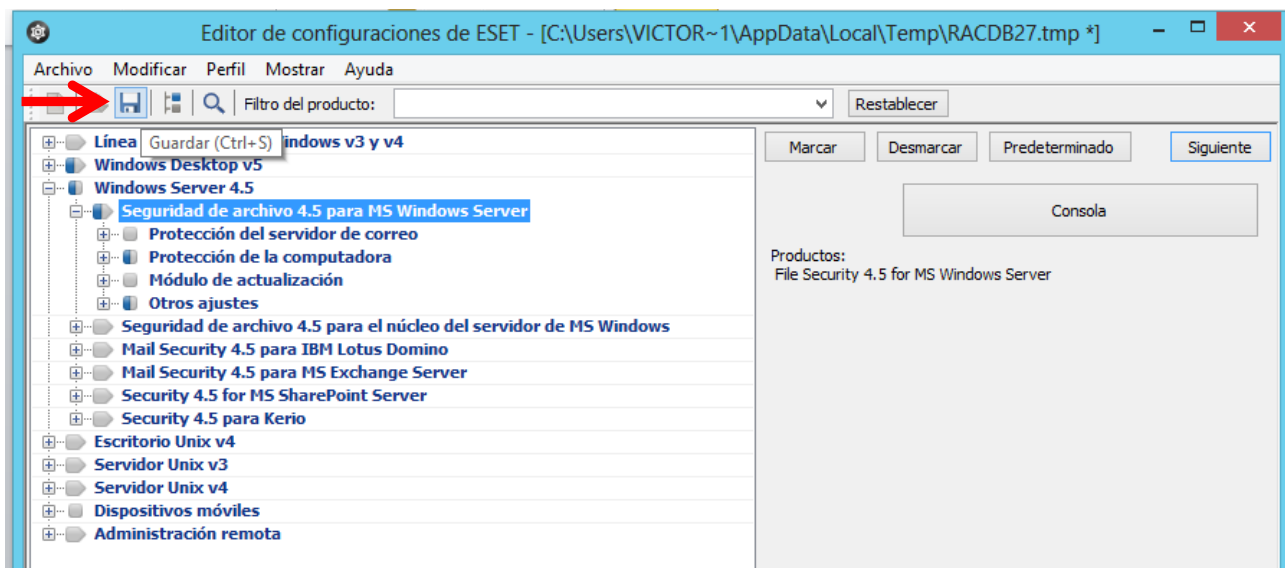 Editor de configuraciones de ESET - [C:\Users\VICTOR~1\AppData\Local\Temp\RACDB27.tmp *]
Archivo Modificar Perfil Mostrar Ayuda
Filtro del producto: Restablecer
Línea indows v3 y v4
Guardar (Ctrl+S)
Windows Desktop v5
Windows Server 4.5
Seguridad de archivo 4.5 para MS Windows Server
Protección del servidor de correo
Protección de la computadora
Módulo de actualización
Otros ajustes
Seguridad de archivo 4.5 para el núcleo del servidor de MS Windows
Mail Security 4.5 para IBM Lotus Domino
Mail Security 4.5 para MS Exchange Server
Security 4.5 for MS SharePoint Server
Security 4.5 para Kerio
Escritorio Unix v4
Servidor Unix v3
Servidor Unix v4
Dispositivos móviles
Administración remota
Marcar Desmarcar Predeterminado Siguiente
Consola
Productos:
File Security 4.5 for MS Windows Server